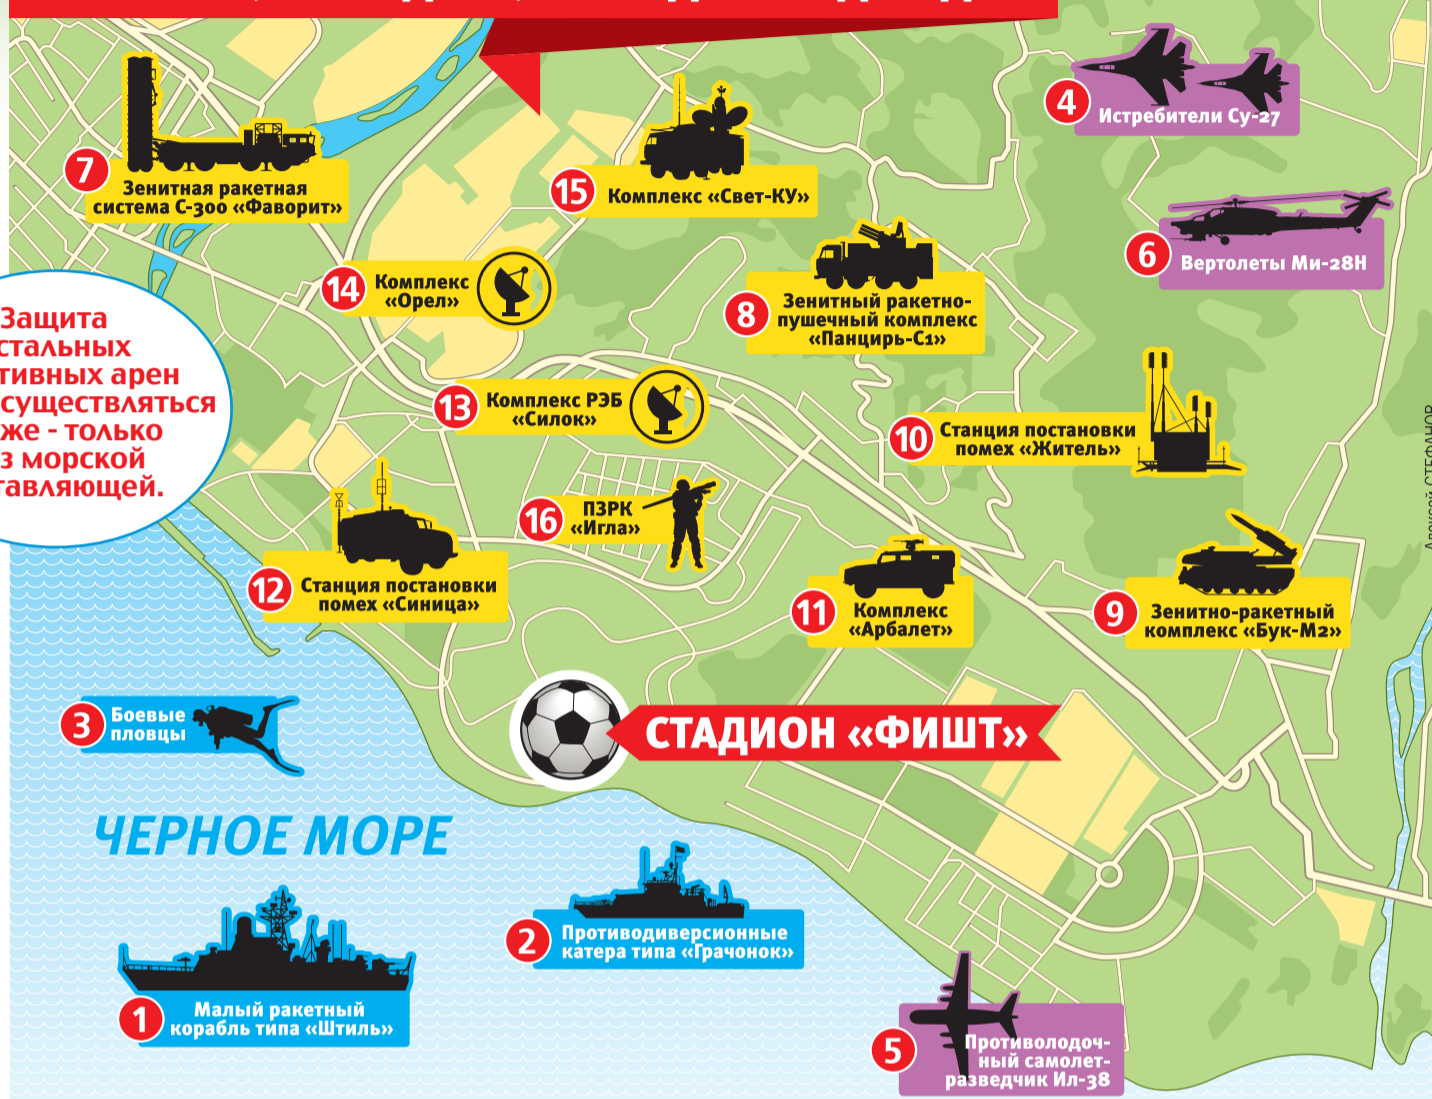 4
Истребители Су-27
7
Зенитная ракетная
система С-300 «Фаворит»
15
Комплекс «Свет-КУ»
6
Вертолеты Ми-28Н
14
Комплекс
«Орел»
8
Зенитный ракетно-
пушечный комплекс
«Панцирь-С1»
Защита
стальных
тивных арен
существляться
же - только
з морской
тавляющей.
13
Комплекс РЭБ
«Силок»
10
Станция постановки
помех «Житель»
Алексей СТЕФАНОВ
16
ПЗРК
«Игла»
12
Станция постановки
помех «Синица»
11
Комплекс
«Арбалет»
9
Зенитно-ракетный
комплекс «Бук-М2»
3
Боевые
пловцы
СТАДИОН «ФИШТ»
ЧЕРНОЕ МОРЕ
2
Противодиверсионные
катера типа «Грачонок»
1
Малый ракетный
корабль типа «Штиль»
5
Противолодоч-
ный самолет-
разведчик Ил-38